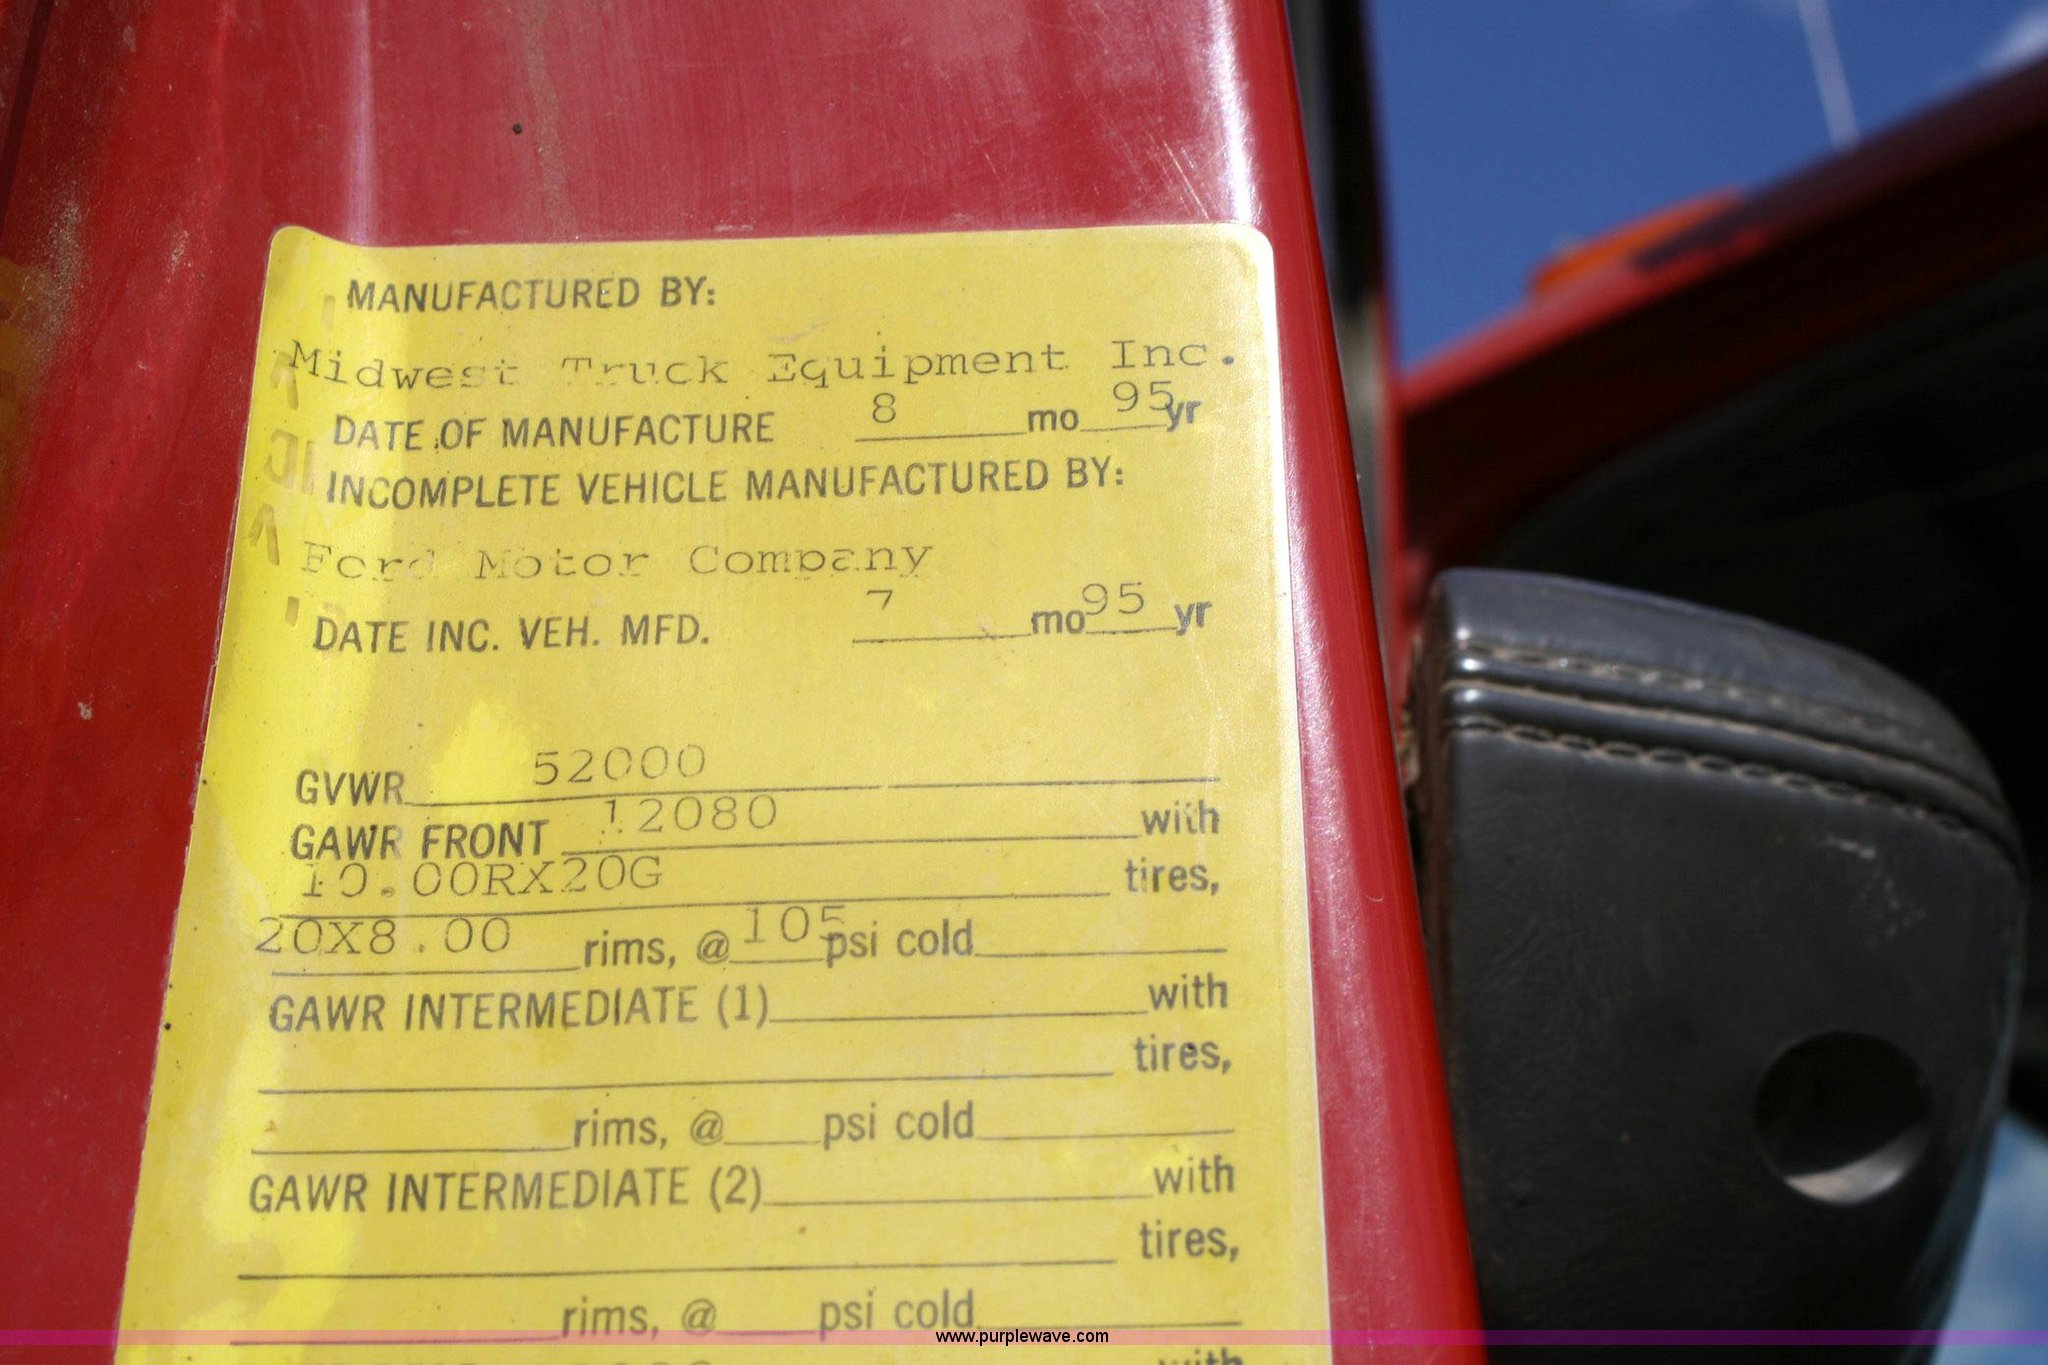 MANUFACTURED BY:
Midwest Truck Equipment Inc.
DATE OF MANUFACTURE 8 mo 95 yr
INCOMPLETE VEHICLE MANUFACTURED BY:
Ford Motor Company
DATE INC. VEH. MFD. 7 mo 95 yr
GVWR 52000
GAWR FRONT 12080 with
10.00RX20G tires,
20X8.00 rims, @ 105 psi cold
GAWR INTERMEDIATE (1) with
tires,
rims, @ psi cold
GAWR INTERMEDIATE (2) with
tires,
rims, @ psi cold
www.purplewave.com
with